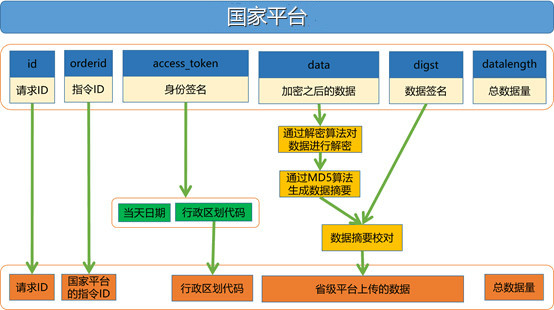 国家平台
id
orderid
access_token
data
digst
datalength
请求ID
指令ID
身份签名
加密之后的数据
数据签名
总数据量
通过解密算法对
数据进行解密
通过MD5算法
生成数据摘要
当天日期
行政区划代码
数据摘要校对
请求ID
国家平台
的指令ID
行政区划代码
省级平台上传的数据
总数据量